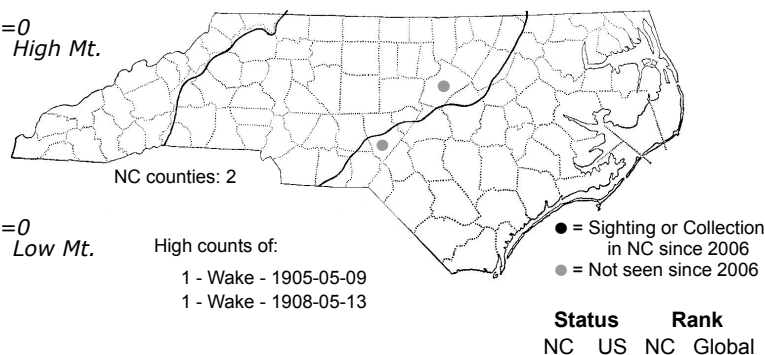 =0
High Mt.
NC counties: 2
=0
Low Mt.
High counts of:
1 - Wake - 1905-05-09
1 - Wake - 1908-05-13
● = Sighting or Collection
in NC since 2006
● = Not seen since 2006
Status Rank
NC US NC Global